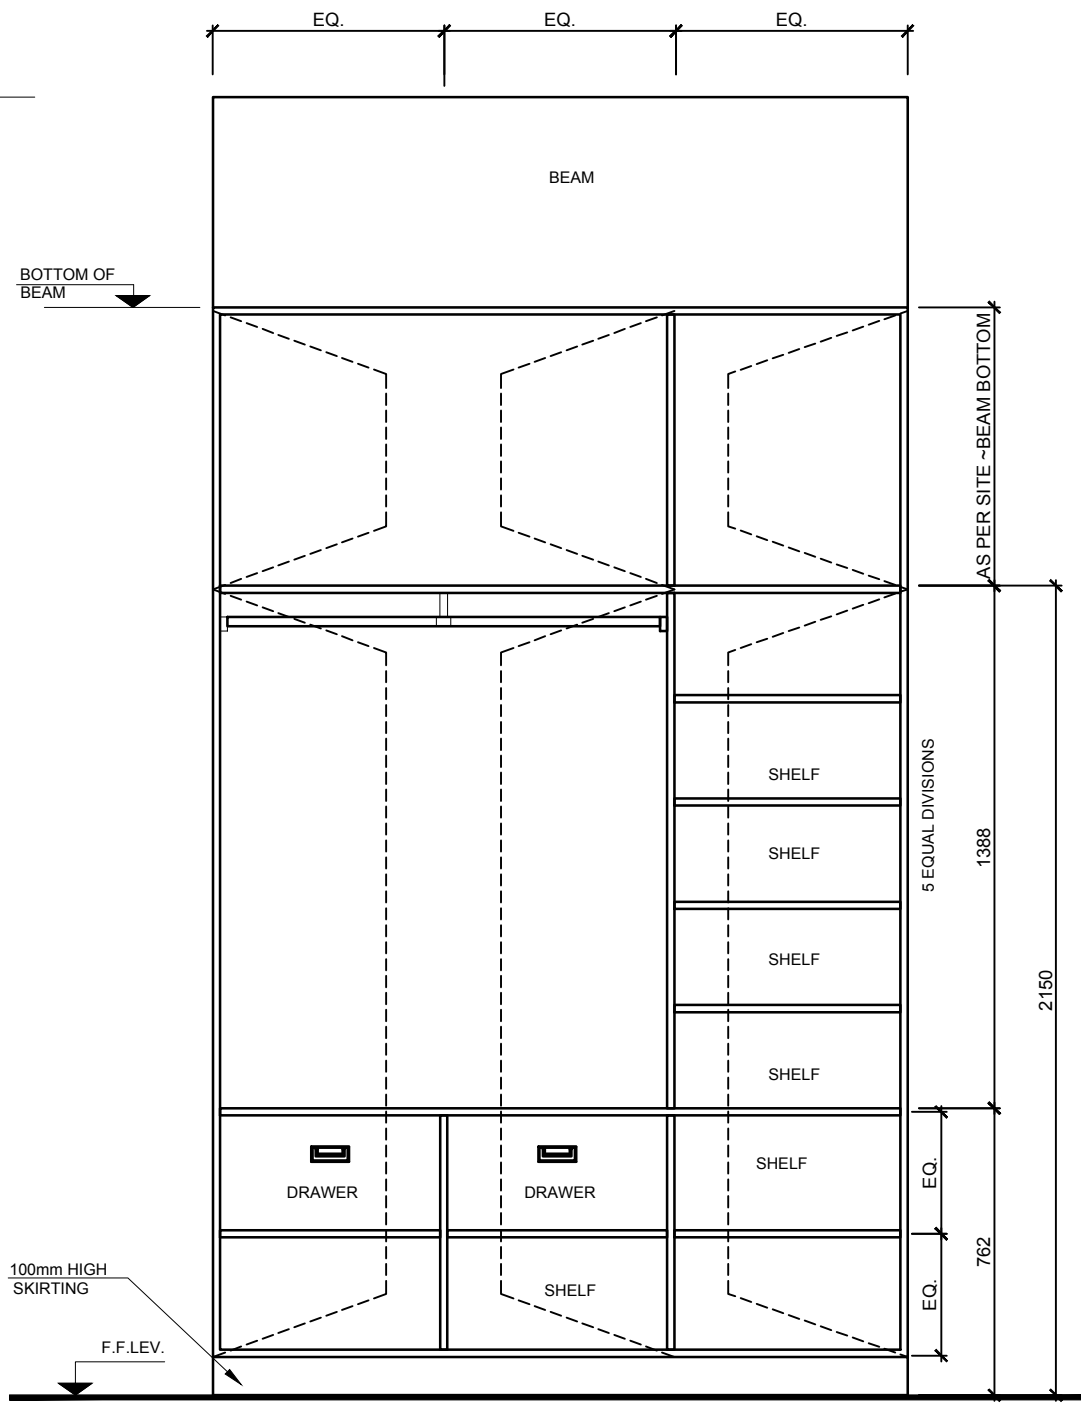 EQ.
EQ.
EQ.
BEAM
BOTTOM OF
BEAM
AS PER SITE ~BEAM BOTTOM
SHELF
5 EQUAL DIVISIONS
1388
SHELF
SHELF
2150
SHELF
SHELF
EQ.
DRAWER
DRAWER
762
100mm HIGH
SKIRTING
SHELF
EQ.
F.F.LEV.